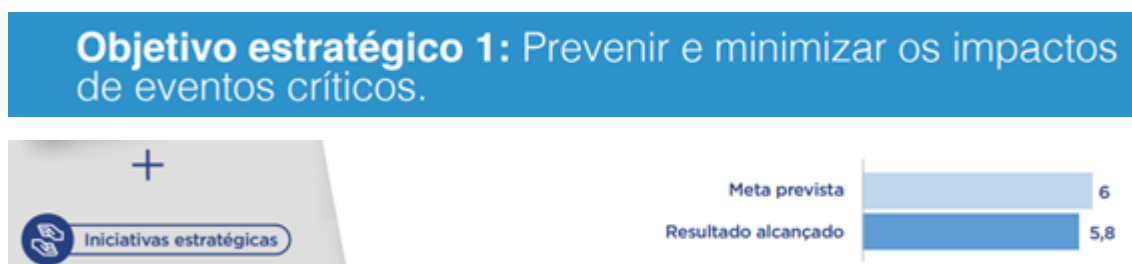 Objetivo estratégico 1: Prevenir e minimizar os impactos
de eventos críticos.
+
Meta prevista 6
Iniciativas estratégicas
Resultado alcançado 5,8